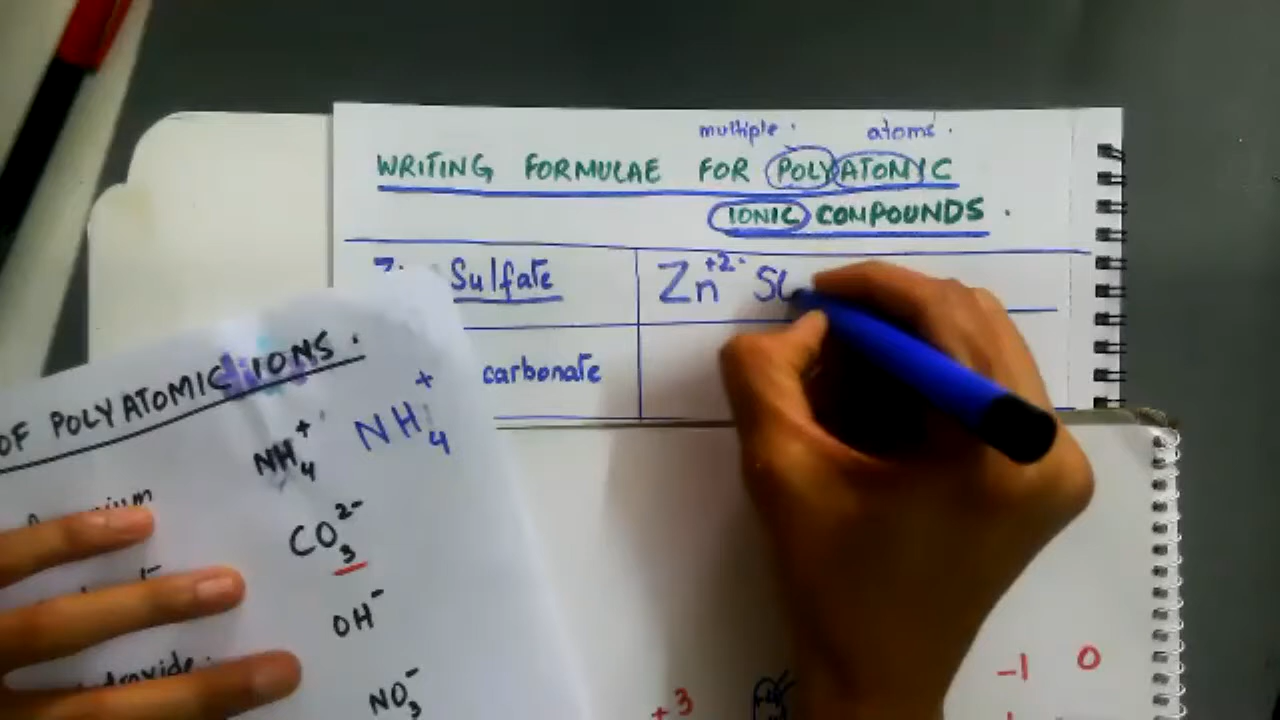 multiple. atoms.
WRITING FORMULAE FOR POLYATOMIC
IONIC COMPOUNDS.
Sulfate Zn+2
carbonate
OF POLYATOMIC IONS.
NH4+ NH4+
CO3 2-
OH-
NO3-
-1 0
+3